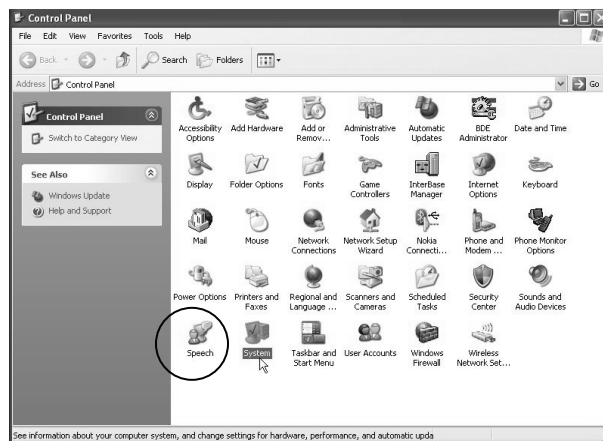 Control Panel
File Edit View Favorites Tools Help
Back Search Folders
Address Control Panel Go
Control Panel
Switch to Category View
See Also
Windows Update
Help and Support
Accessibility Options
Add Hardware
Add or Remov...
Administrative Tools
Automatic Updates
BDE Administrator
Date and Time
Display
Folder Options
Fonts
Game Controllers
InterBase Manager
Internet Options
Keyboard
Mail
Mouse
Network Connections
Network Setup Wizard
Nokia Connecti...
Phone and Modem ...
Phone Monitor Options
Power Options
Printers and Faxes
Regional and Language ...
Scanners and Cameras
Scheduled Tasks
Security Center
Sounds and Audio Devices
Speech
System
Taskbar and Start Menu
User Accounts
Windows Firewall
Wireless Network Set...
See information about your computer system, and change settings for hardware, performance, and automatic upda